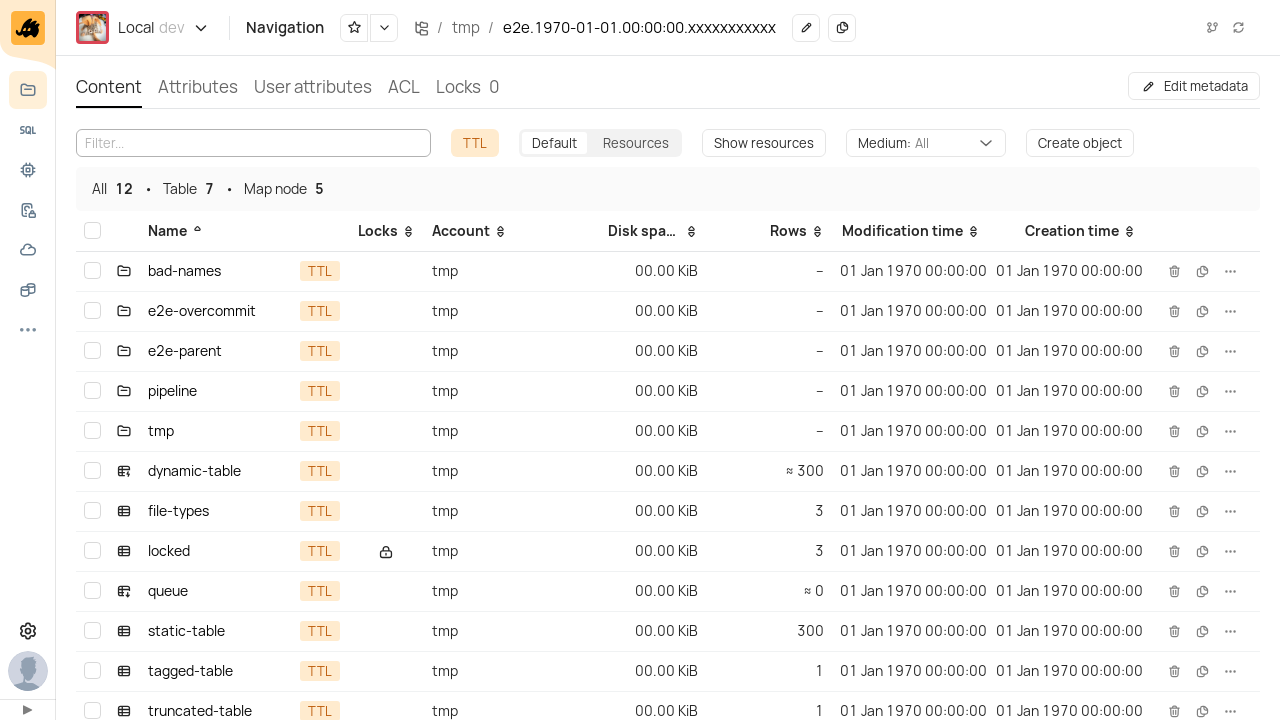 Local dev Navigation / tmp / e2e.1970-01-01.00:00:00.xxxxxxxxxxx
Content Attributes User attributes ACL Locks 0 Edit metadata
SQL
Filter... TTL Default Resources Show resources Medium: All Create object
All 12 • Table 7 • Map node 5
Name Locks Account Disk spa... Rows Modification time Creation time
bad-names TTL tmp 00.00 KiB – 01 Jan 1970 00:00:00 01 Jan 1970 00:00:00
e2e-overcommit TTL tmp 00.00 KiB – 01 Jan 1970 00:00:00 01 Jan 1970 00:00:00
e2e-parent TTL tmp 00.00 KiB – 01 Jan 1970 00:00:00 01 Jan 1970 00:00:00
pipeline TTL tmp 00.00 KiB – 01 Jan 1970 00:00:00 01 Jan 1970 00:00:00
tmp TTL tmp 00.00 KiB – 01 Jan 1970 00:00:00 01 Jan 1970 00:00:00
dynamic-table TTL tmp 00.00 KiB ≈ 300 01 Jan 1970 00:00:00 01 Jan 1970 00:00:00
file-types TTL tmp 00.00 KiB 3 01 Jan 1970 00:00:00 01 Jan 1970 00:00:00
locked TTL tmp 00.00 KiB 3 01 Jan 1970 00:00:00 01 Jan 1970 00:00:00
queue TTL tmp 00.00 KiB ≈ 0 01 Jan 1970 00:00:00 01 Jan 1970 00:00:00
static-table TTL tmp 00.00 KiB 300 01 Jan 1970 00:00:00 01 Jan 1970 00:00:00
tagged-table TTL tmp 00.00 KiB 1 01 Jan 1970 00:00:00 01 Jan 1970 00:00:00
truncated-table TTL tmp 00.00 KiB 1 01 Jan 1970 00:00:00 01 Jan 1970 00:00:00